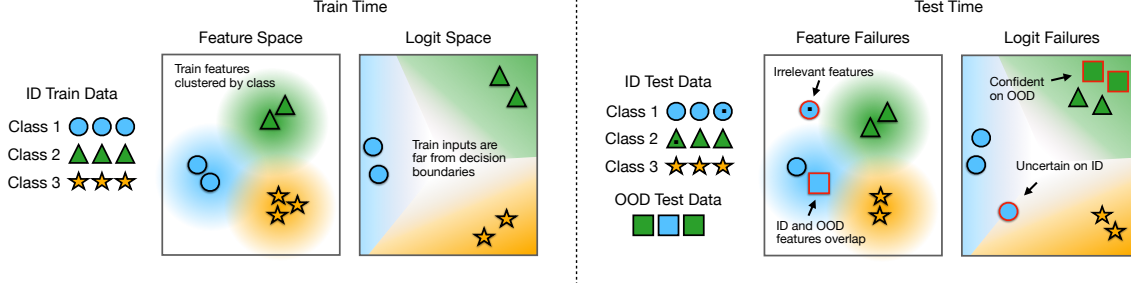 Train Time
Feature Space
Logit Space
ID Train Data
Class 1
Class 2
Class 3
Train features
clustered by class
Train inputs are
far from decision
boundaries
Test Time
Feature Failures
Logit Failures
ID Test Data
Class 1
Class 2
Class 3
OOD Test Data
Irrelevant features
ID and OOD
features overlap
Confident
on OOD
Uncertain on ID